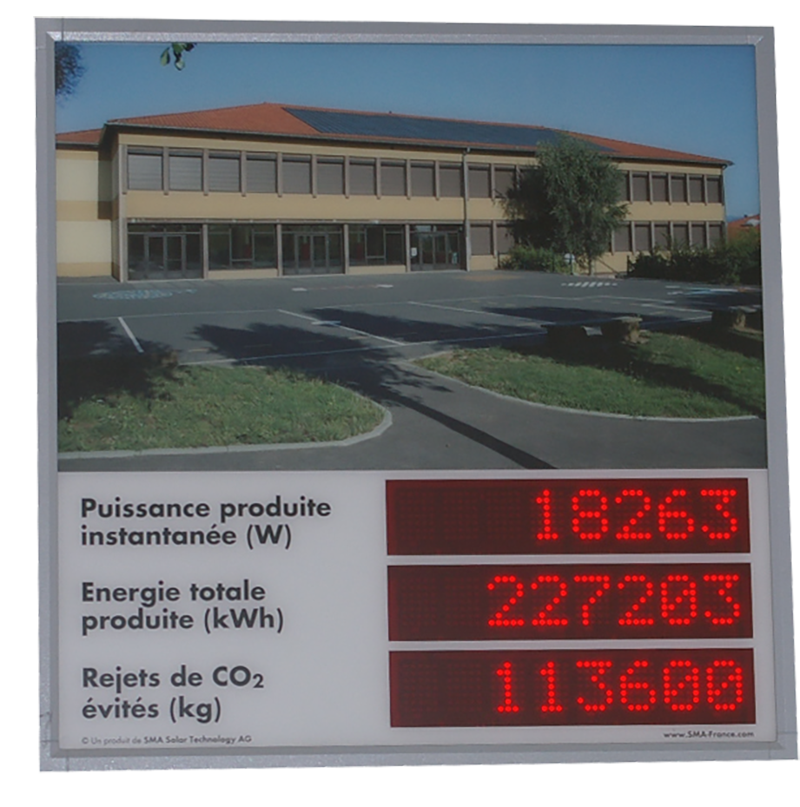 Puissance produite
instantanée (W)
18263
Energie totale
produite (kWh)
227203
Rejets de CO₂
évités (kg)
113600
© Un produit de SMA Solar Technology AG
www.SMA-France.com